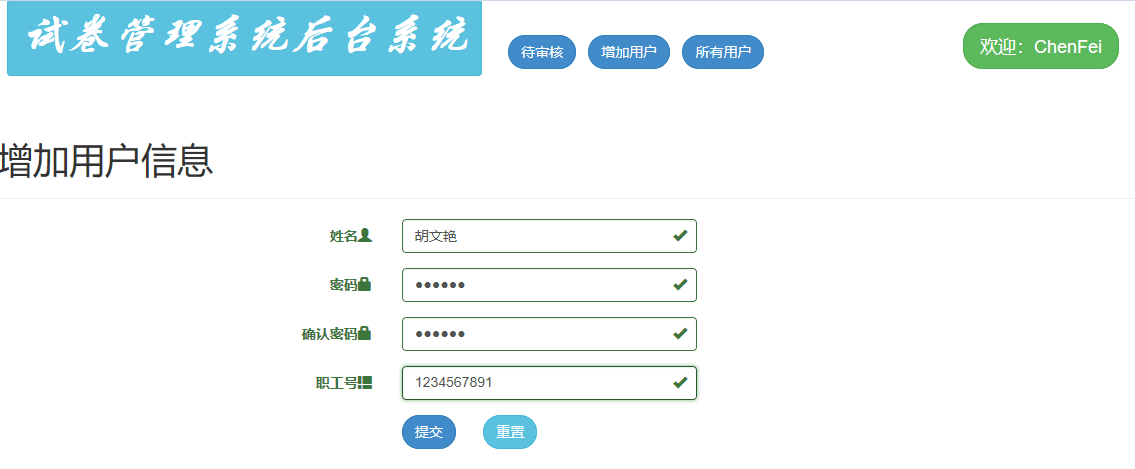 试卷管理系统后台系统
待审核 增加用户 所有用户
欢迎：ChenFei
增加用户信息
姓名 胡文艳
密码 ●●●●●●
确认密码 ●●●●●●
职工号 1234567891
提交 重置